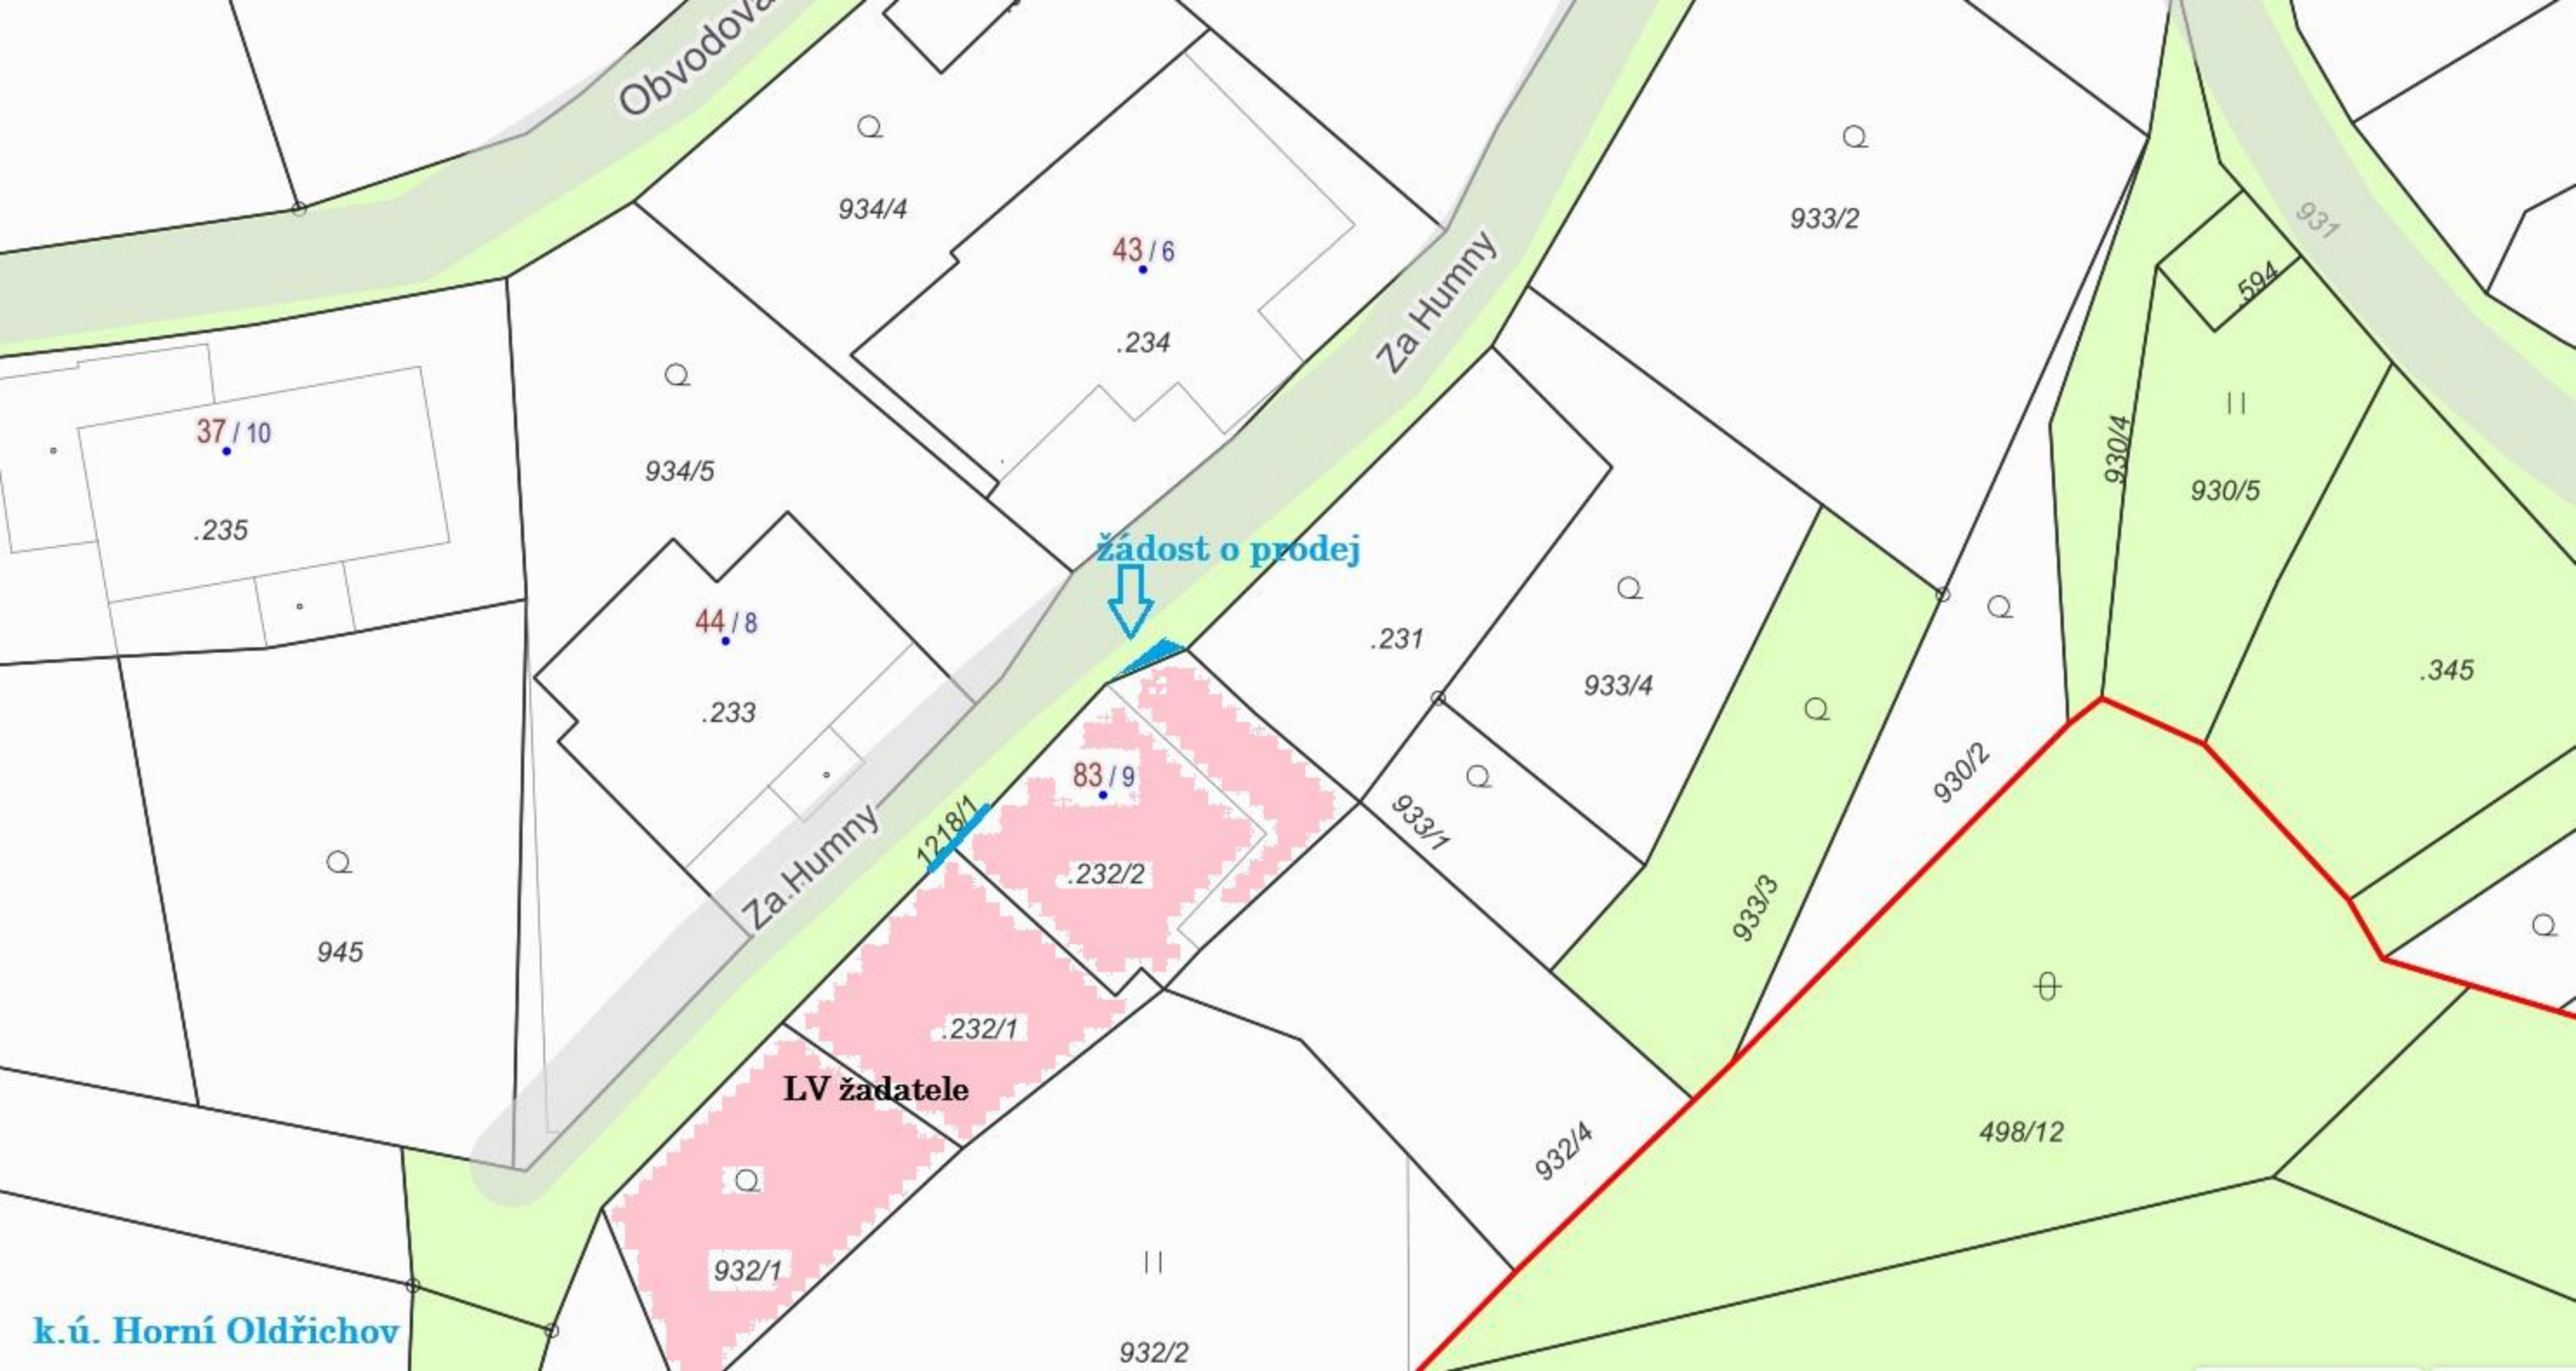 Obvodova
934/4
933/2
931
43 / 6
.234
Za Humny
.594
37 / 10
.235
934/5
930/4
930/5
žádost o prodej
44 / 8
.233
.231
933/4
.345
83 / 9
.232/2
1218/1
Za Humny
933/1
930/2
933/3
945
.232/1
LV žadatele
932/4
498/12
932/1
932/2
k.ú. Horní Oldřichov